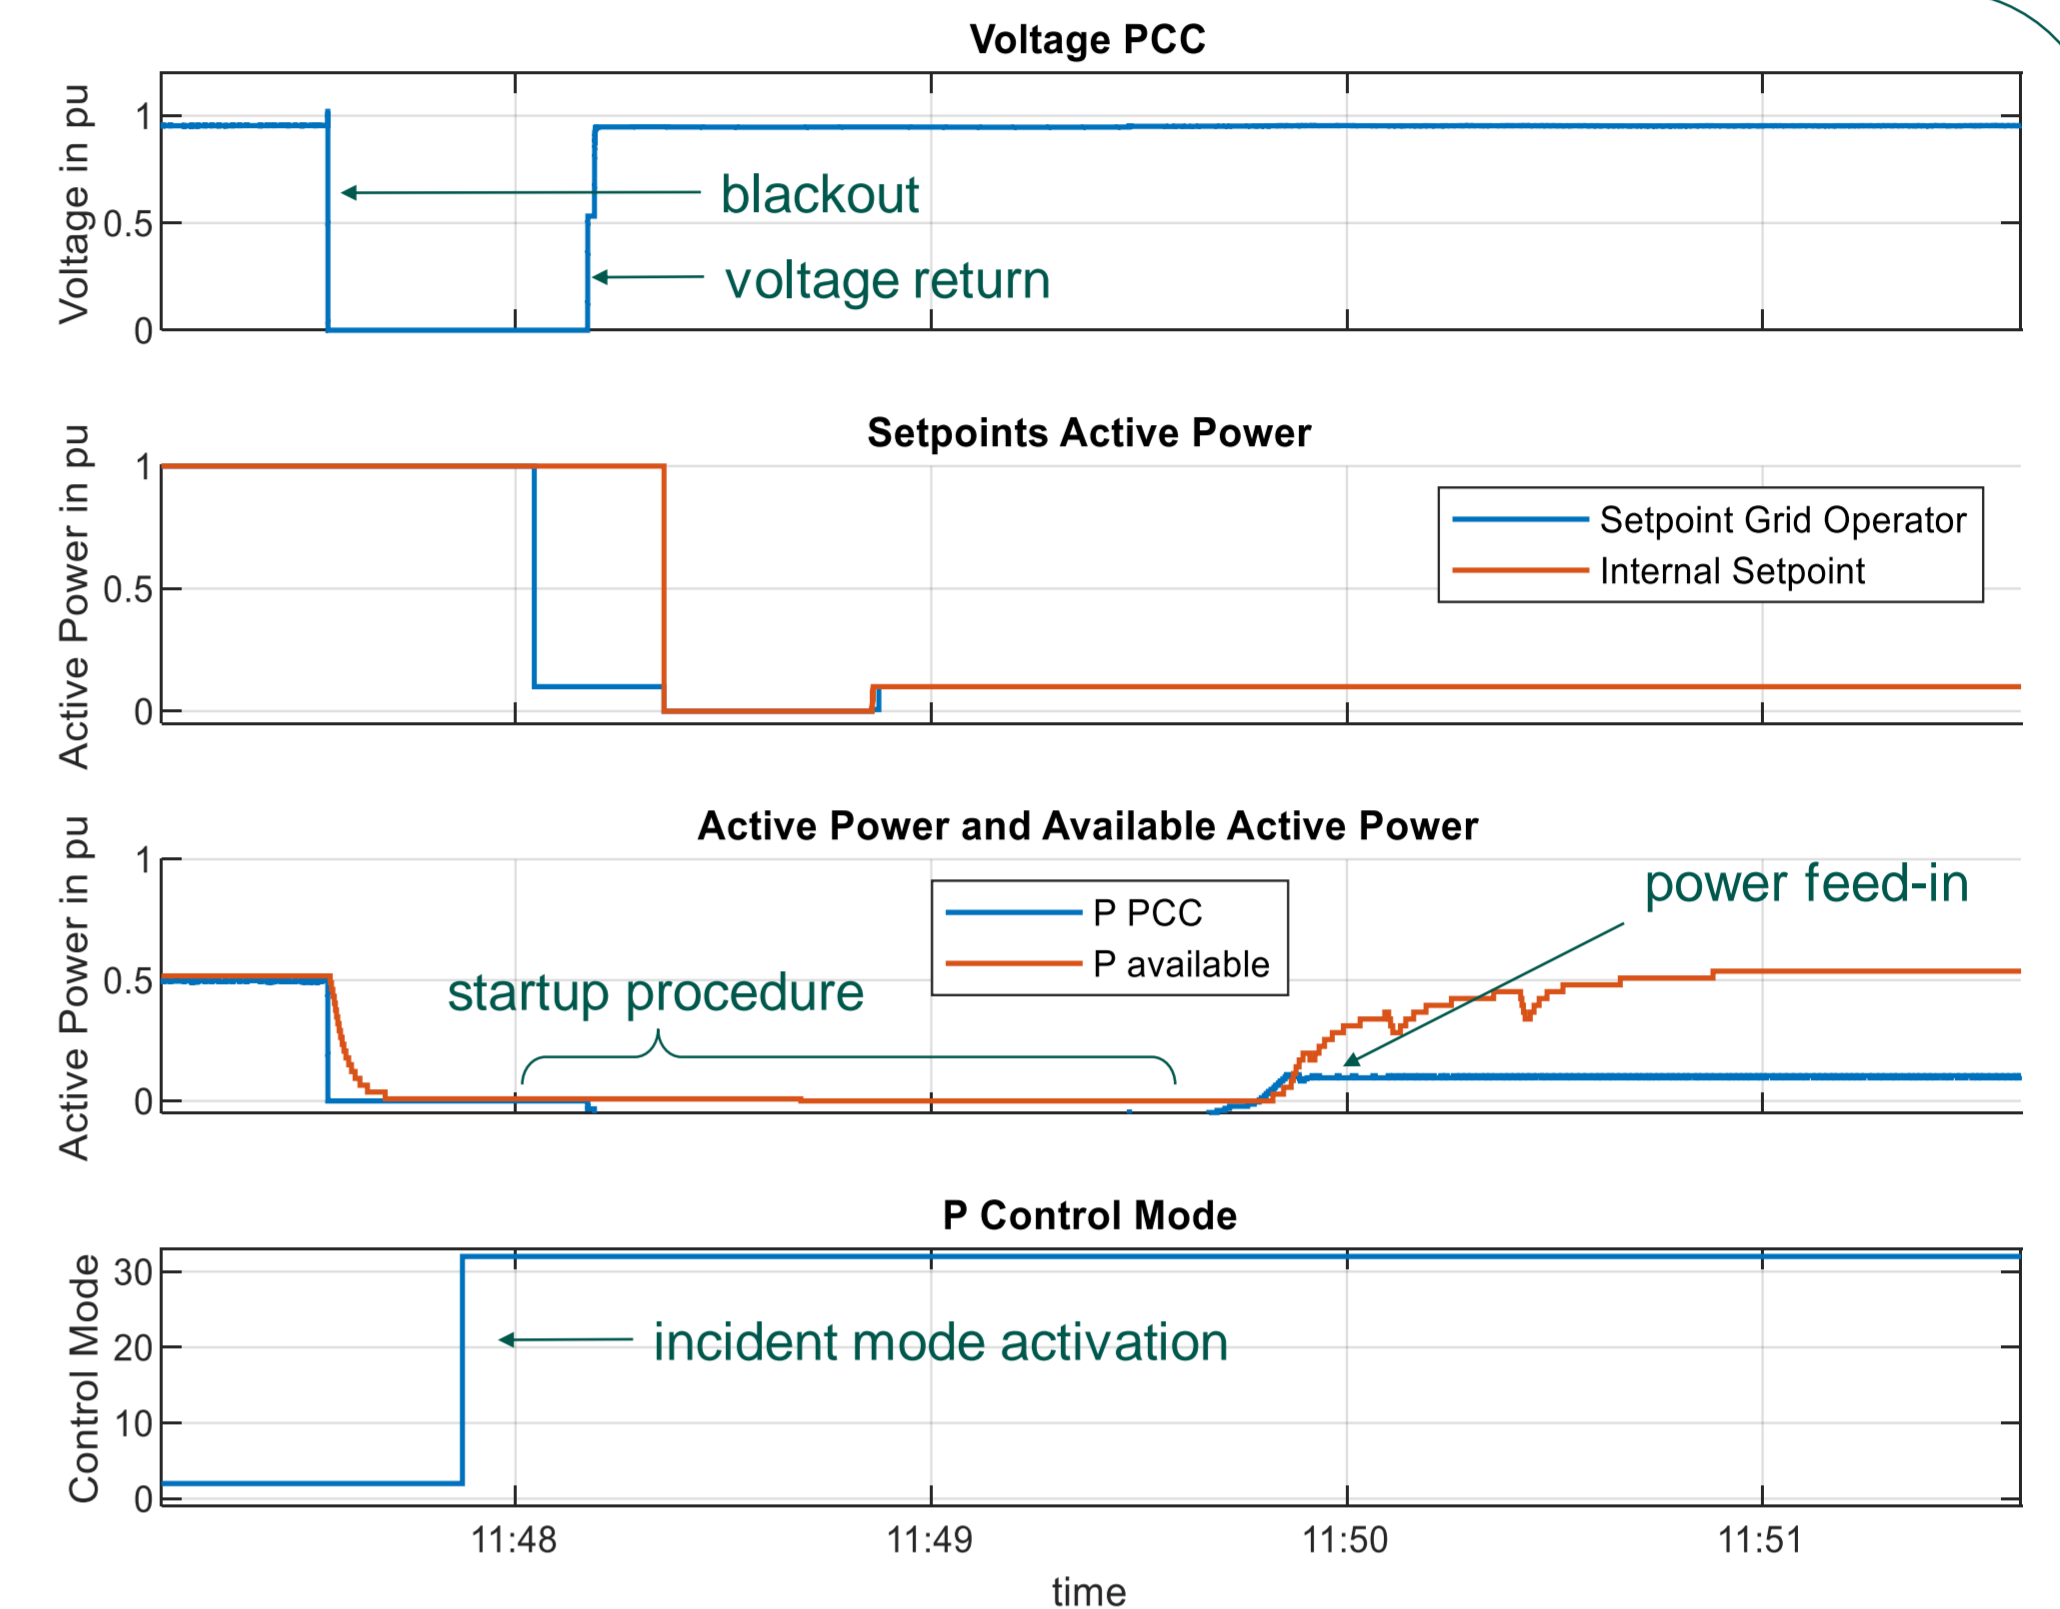 Voltage PCC
Voltage in pu
1
0.5
0
blackout
voltage return
Setpoints Active Power
Active Power in pu
1
0.5
0
Setpoint Grid Operator
Internal Setpoint
Active Power and Available Active Power
Active Power in pu
1
0.5
0
P PCC
P available
power feed-in
startup procedure
P Control Mode
Control Mode
30
20
10
0
incident mode activation
11:48
11:49
11:50
11:51
time